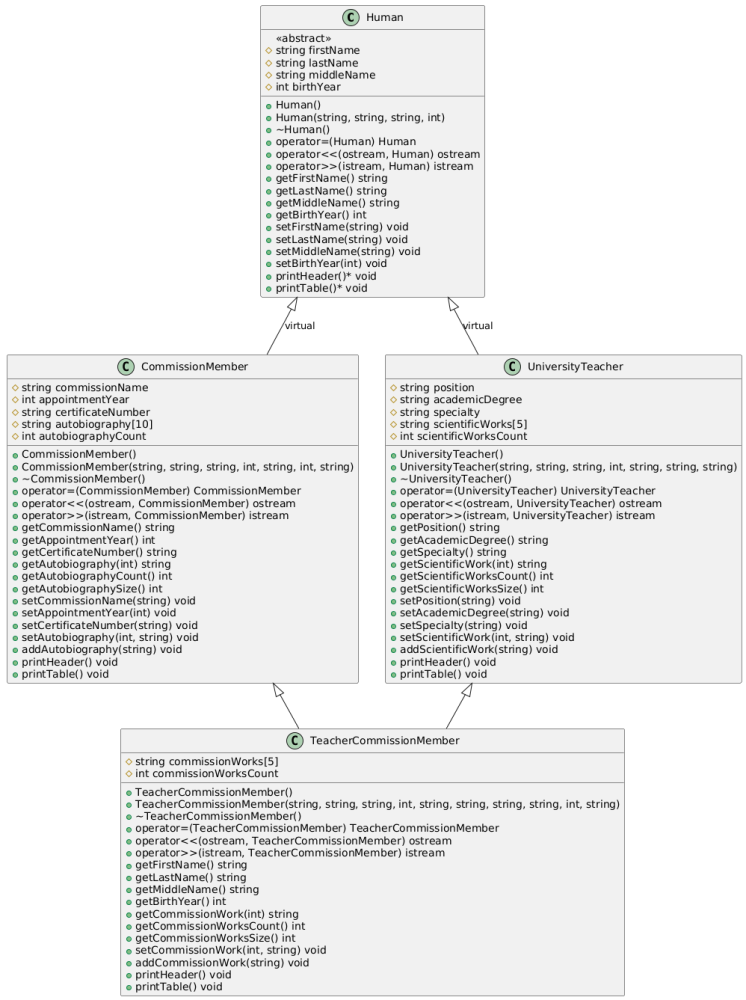 C Human
«abstract»
string firstName
string lastName
string middleName
int birthYear
Human()
Human(string, string, string, int)
~Human()
operator=(Human) Human
operator<<(ostream, Human) ostream
operator>>(istream, Human) istream
getFirstName() string
getLastName() string
getMiddleName() string
getBirthYear() int
setFirstName(string) void
setLastName(string) void
setMiddleName(string) void
setBirthYear(int) void
printHeader()* void
printTable()* void
virtual
virtual
C CommissionMember
string commissionName
int appointmentYear
string certificateNumber
string autobiography[10]
int autobiographyCount
CommissionMember()
CommissionMember(string, string, string, int, string, int, string)
~CommissionMember()
operator=(CommissionMember) CommissionMember
operator<<(ostream, CommissionMember) ostream
operator>>(istream, CommissionMember) istream
getCommissionName() string
getAppointmentYear() int
getCertificateNumber() string
getAutobiography(int) string
getAutobiographyCount() int
getAutobiographySize() int
setCommissionName(string) void
setAppointmentYear(int) void
setCertificateNumber(string) void
setAutobiography(int, string) void
addAutobiography(string) void
printHeader() void
printTable() void
C UniversityTeacher
string position
string academicDegree
string specialty
string scientificWorks[5]
int scientificWorksCount
UniversityTeacher()
UniversityTeacher(string, string, string, int, string, string, string)
~UniversityTeacher()
operator=(UniversityTeacher) UniversityTeacher
operator<<(ostream, UniversityTeacher) ostream
operator>>(istream, UniversityTeacher) istream
getPosition() string
getAcademicDegree() string
getSpecialty() string
getScientificWork(int) string
getScientificWorksCount() int
getScientificWorksSize() int
setPosition(string) void
setAcademicDegree(string) void
setSpecialty(string) void
setScientificWork(int, string) void
addScientificWork(string) void
printHeader() void
printTable() void
C TeacherCommissionMember
string commissionWorks[5]
int commissionWorksCount
TeacherCommissionMember()
TeacherCommissionMember(string, string, string, int, string, string, string, string, int, string)
~TeacherCommissionMember()
operator=(TeacherCommissionMember) TeacherCommissionMember
operator<<(ostream, TeacherCommissionMember) ostream
operator>>(istream, TeacherCommissionMember) istream
getFirstName() string
getLastName() string
getMiddleName() string
getBirthYear() int
getCommissionWork(int) string
getCommissionWorksCount() int
getCommissionWorksSize() int
setCommissionWork(int, string) void
addCommissionWork(string) void
printHeader() void
printTable() void